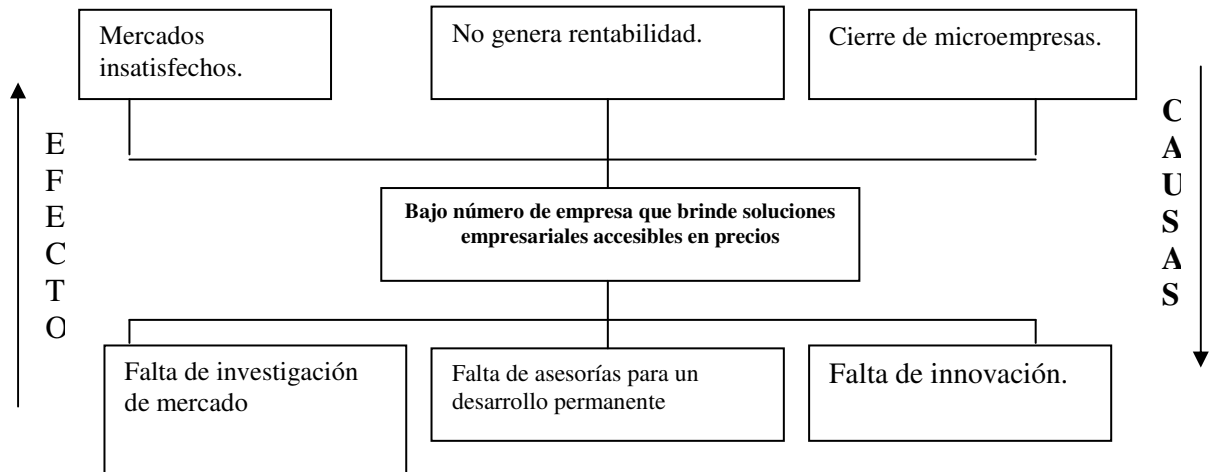 Mercados
insatisfechos.
No genera rentabilidad.
Cierre de microempresas.
E
F
E
C
T
O
C
A
U
S
A
S
Bajo número de empresa que brinde soluciones
empresariales accesibles en precios
Falta de investigación
de mercado
Falta de asesorías para un
desarrollo permanente
Falta de innovación.